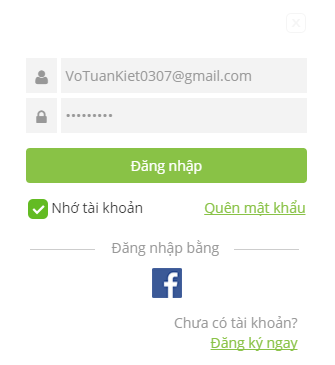 VoTuanKiet0307@gmail.com
•••••••••
Đăng nhập
Nhớ tài khoản
Quên mật khẩu
Đăng nhập bằng
Chưa có tài khoản?
Đăng ký ngay